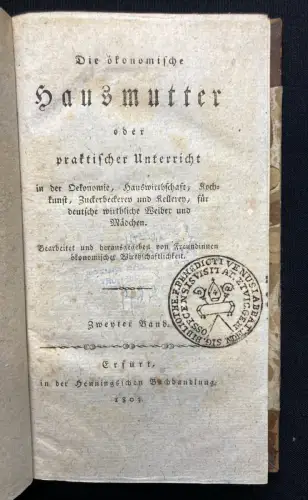 Die ökonomische
Hausmutter
oder
praktischer Unterricht
in der Oekonomie, Hauswirthschaft, Koch-
kunst, Zuckerbeckerey und Kellerey, für
deutsche wirthliche Weiber und
Mädchen.
Bearbeitet und herausgegeben von Freundinnen
ökonomischer Wirthschaftlichkeit.
Zweyter Band.
Erfurt,
in der Henningsschen Buchhandlung,